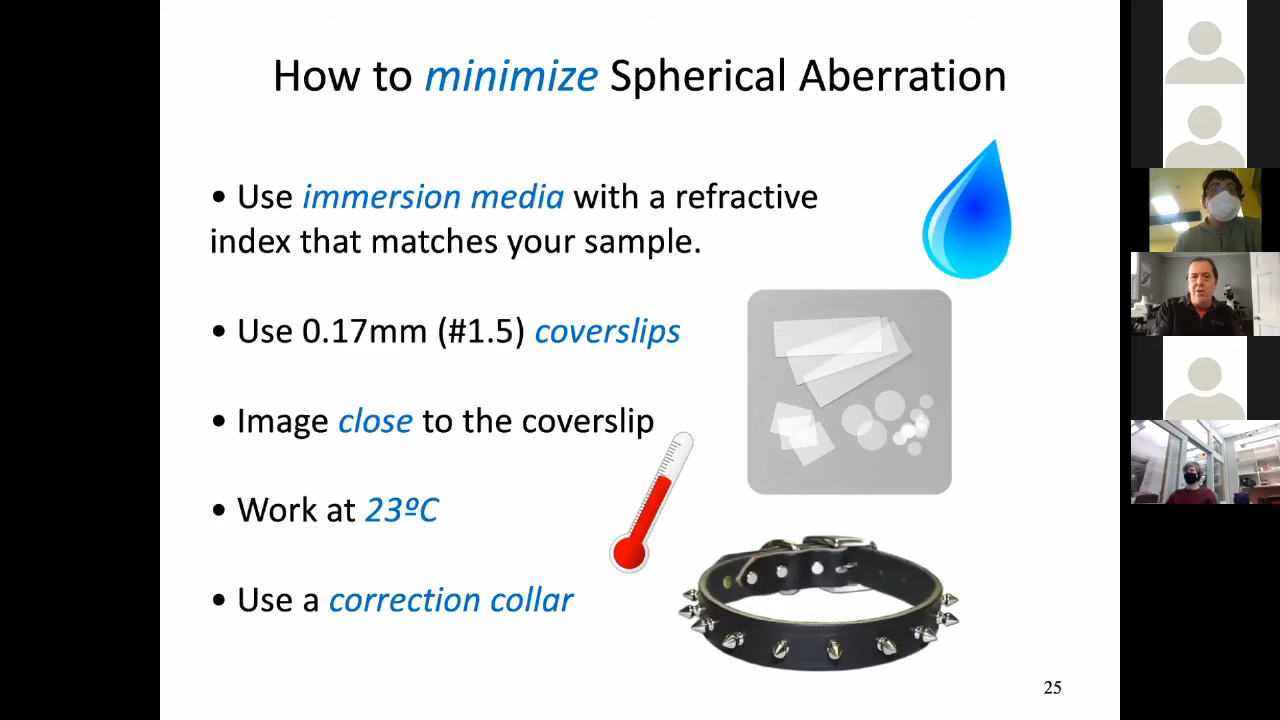 How to minimize Spherical Aberration
• Use immersion media with a refractive
index that matches your sample.
• Use 0.17mm (#1.5) coverslips
• Image close to the coverslip
• Work at 23ºC
• Use a correction collar
25